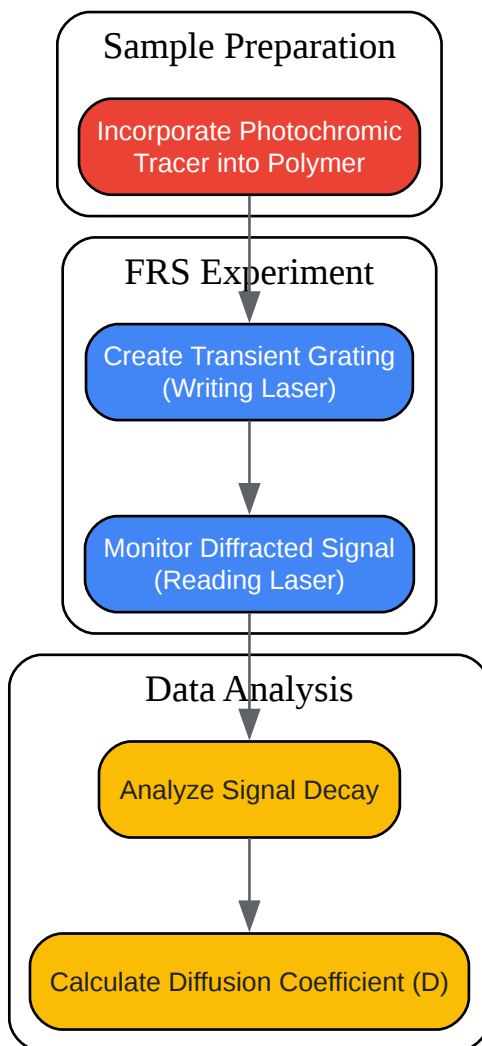 Sample Preparation
Incorporate Photochromic
Tracer into Polymer
FRS Experiment
Create Transient Grating
(Writing Laser)
Monitor Diffracted Signal
(Reading Laser)
Data Analysis
Analyze Signal Decay
Calculate Diffusion Coefficient (D)